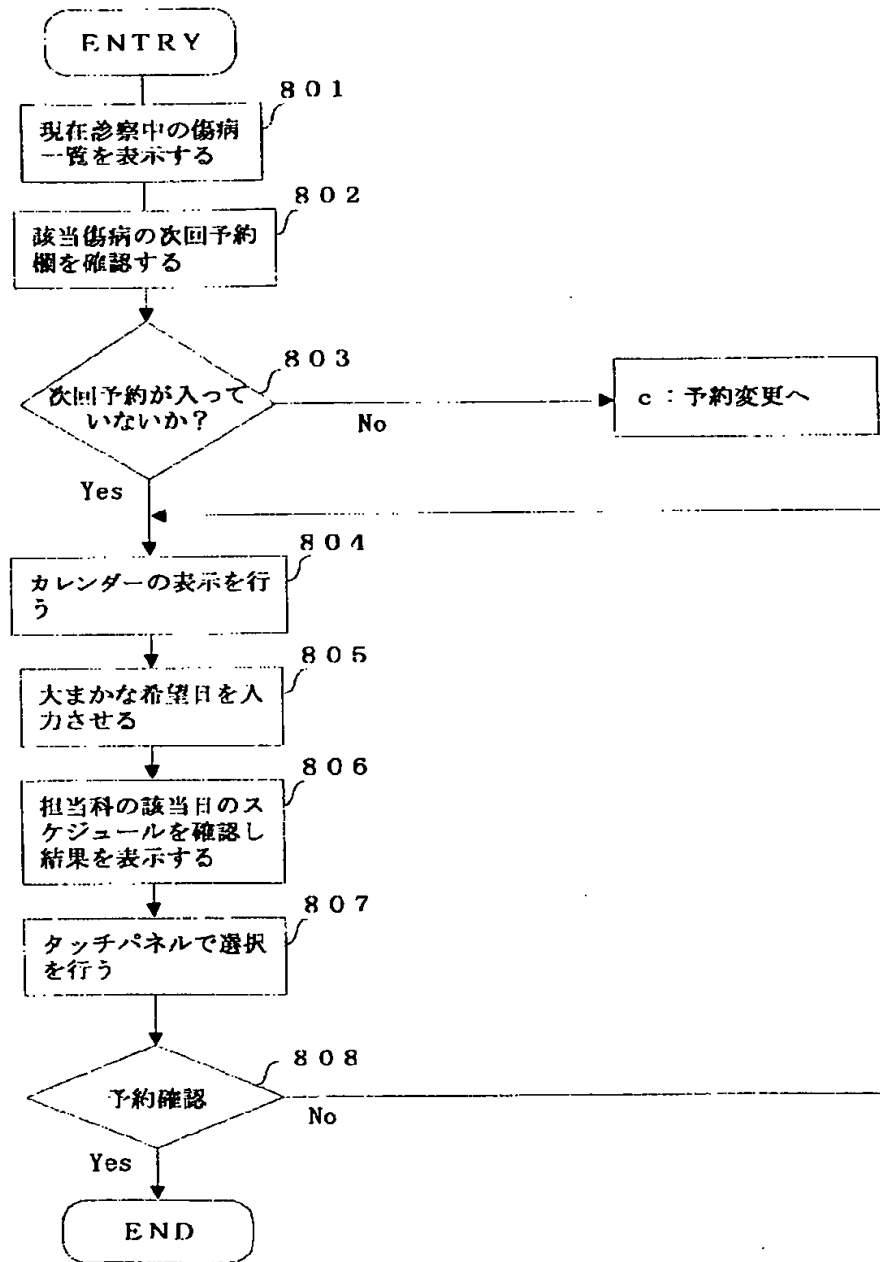 ENTRY
801
現在診察中の傷病
一覧を表示する
802
該当傷病の次回予約
欄を確認する
803
次回予約が入って
いないか？
No
c：予約変更へ
Yes
804
カレンダーの表示を行
う
805
大まかな希望日を入
力させる
806
担当科の該当日のス
ケジュールを確認し
結果を表示する
807
タッチパネルで選択
を行う
808
予約確認
No
Yes
END